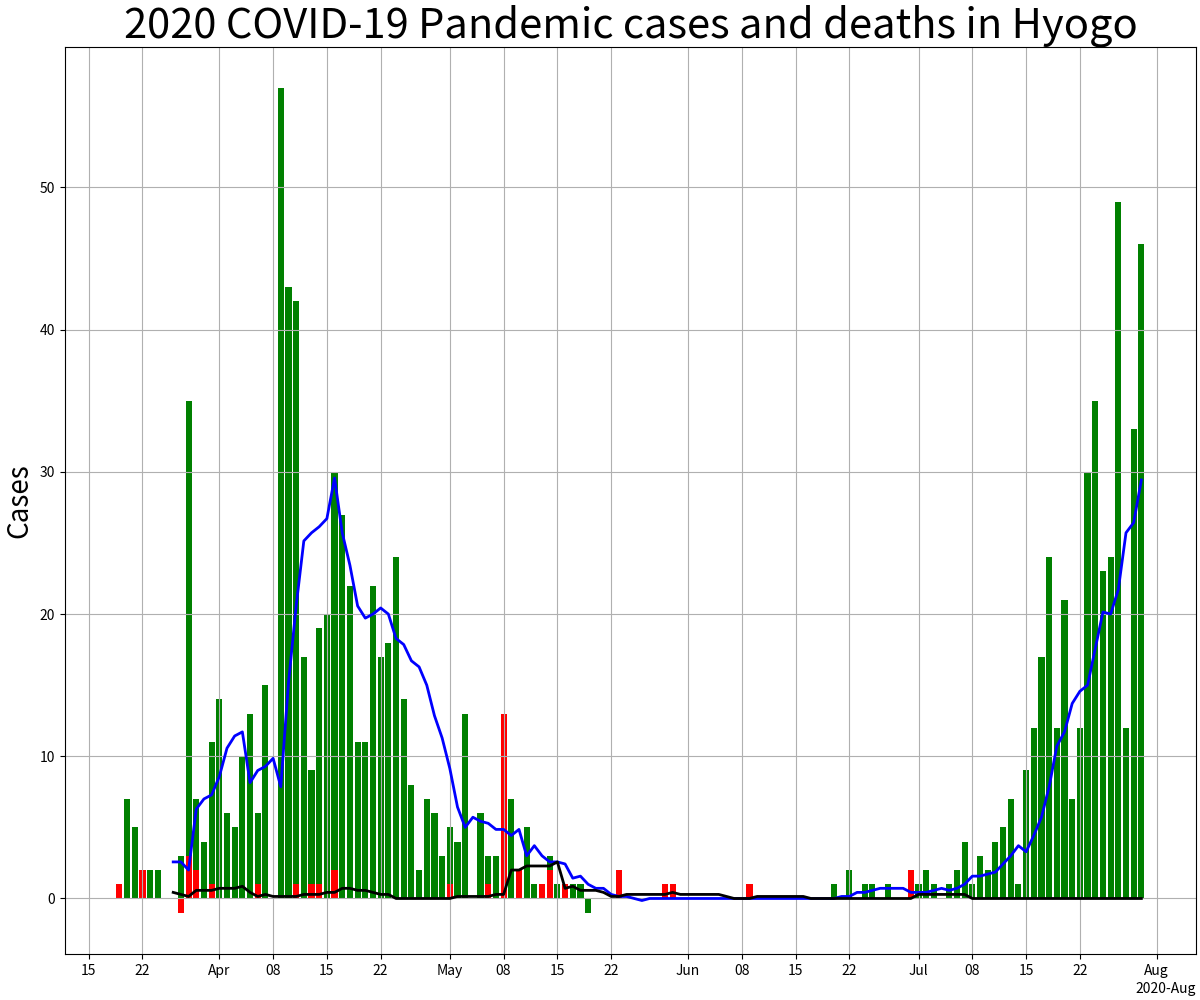 2020 COVID-19 Pandemic cases and deaths in Hyogo
Cases
50
40
30
20
10
0
15 22 Apr 08 15 22 May 08 15 22 Jun 08 15 22 Jul 08 15 22 Aug
2020-Aug